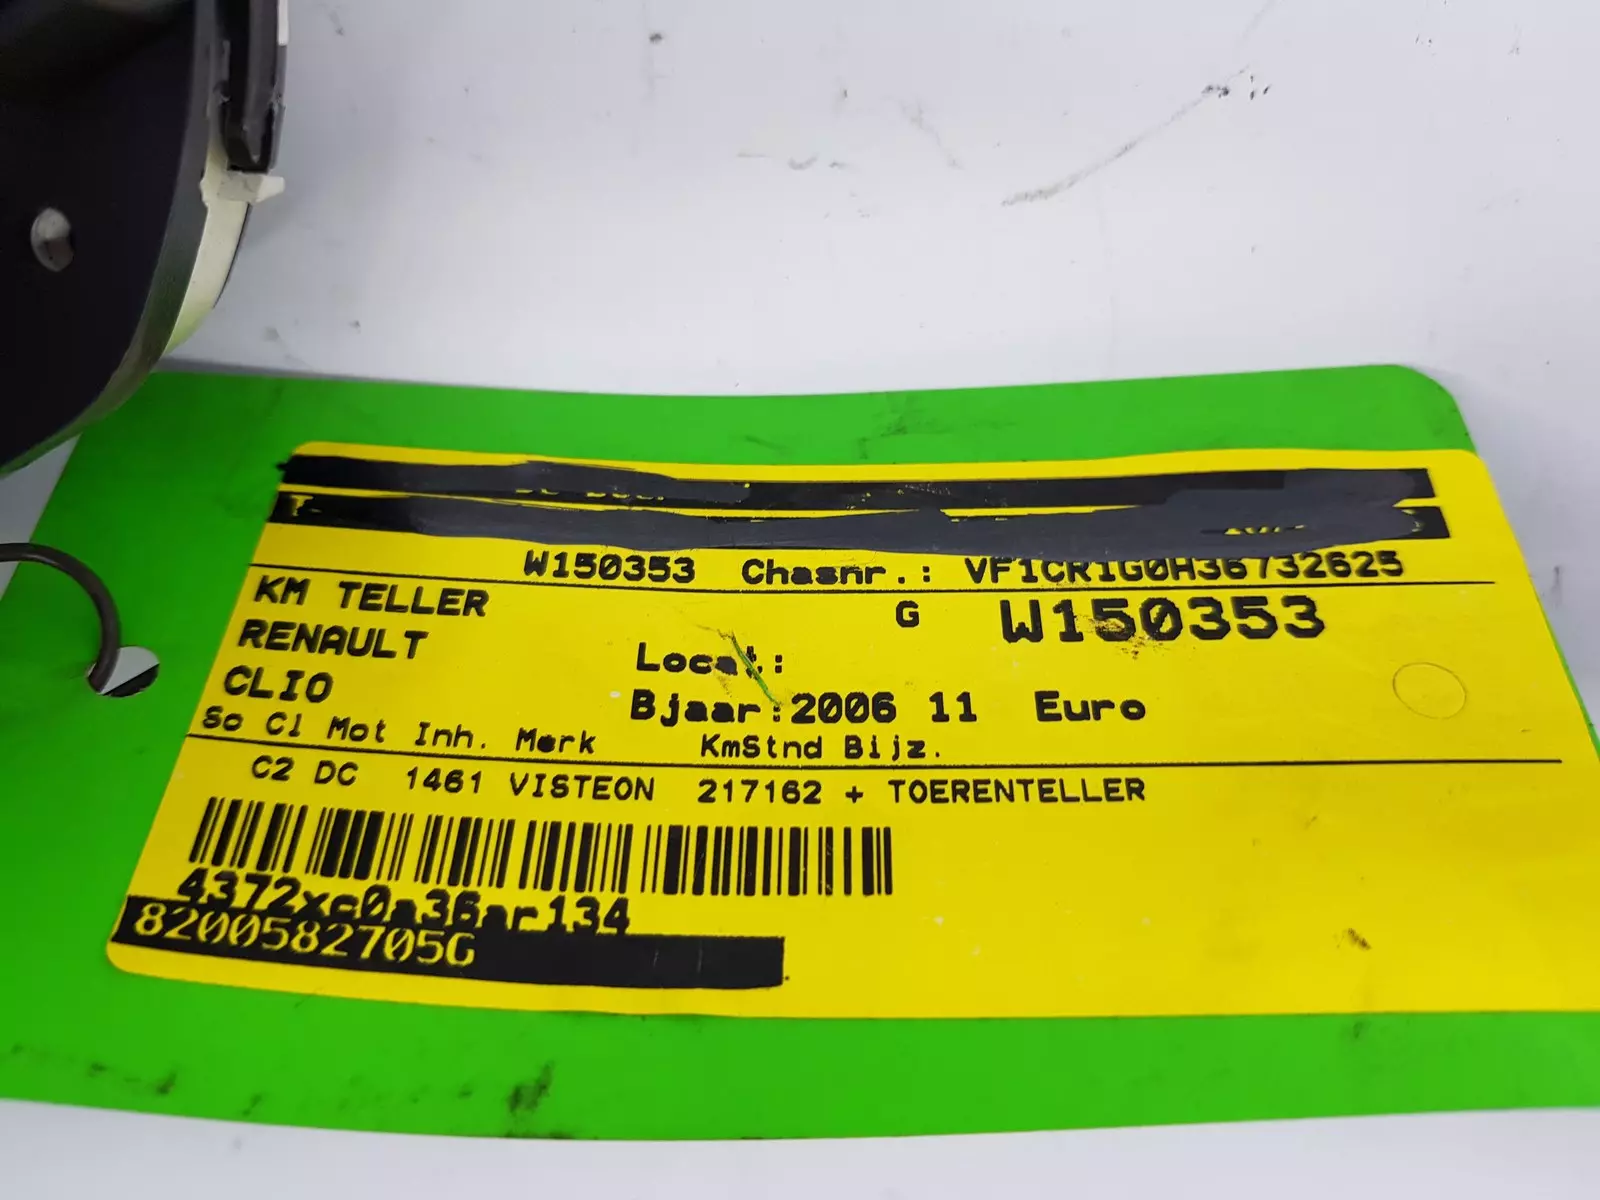 W150353 Chasnr.: VF1CR1G0H36732625
KM TELLER
G W150353
RENAULT
Locat.:
CLIO
Bjaar:2006 11 Euro
So Cl Mot Inh. Merk KmStnd Bijz.
C2 DC 1461 VISTEON 217162 + TOERENTELLER
4372xc0a36ar134
8200582705G